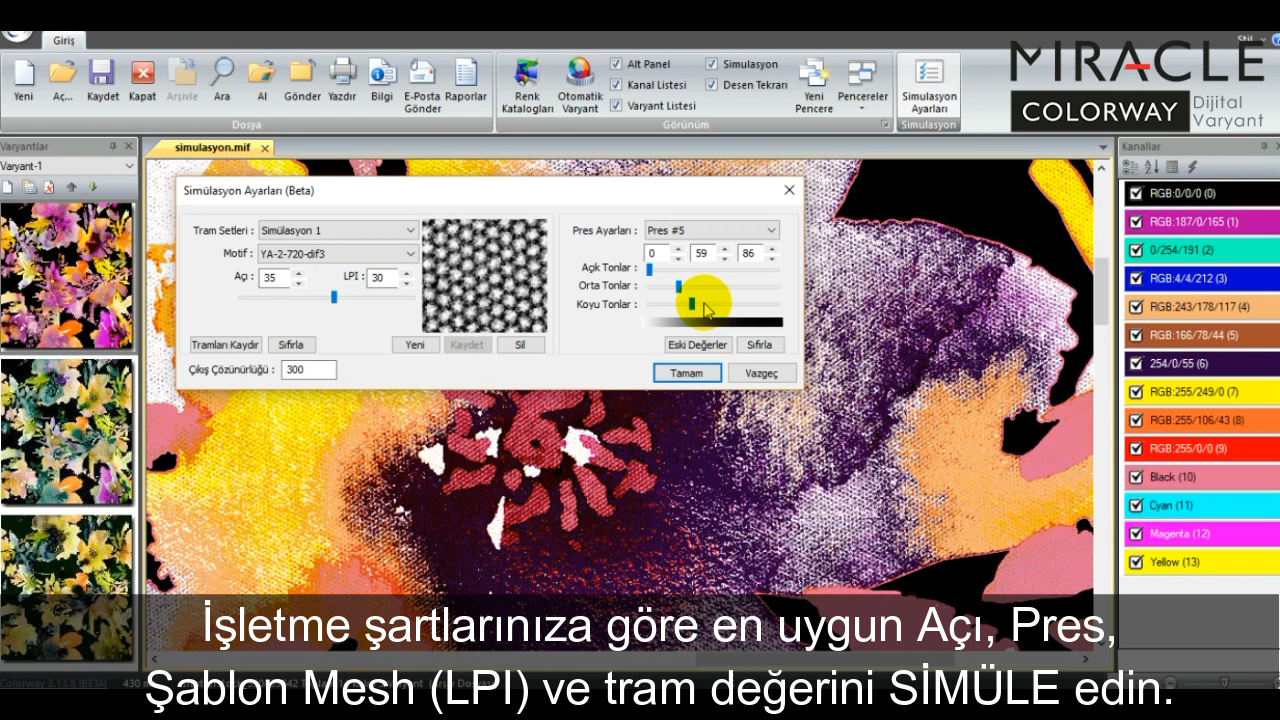 Giriş
Stil
MIRACLE
COLORWAY
Dijital
Varyant
Yeni
Aç...
Kaydet
Kapat
Arşivle
Ara
Al
Gönder
Yazdır
Bilgi
E-Posta
Gönder
Raporlar
Dosya
Renk
Katalogları
Otomatik
Varyant
Alt Panel
Kanal Listesi
Varyant Listesi
Simulasyon
Desen Tekrarı
Yeni
Pencere
Pencereler
Görünüm
Simulasyon
Ayarları
Simulasyon
Varyantlar
Varyant-1
simulasyon.mif
Simülasyon Ayarları (Beta)
Tram Setleri : Simülasyon 1
Motif : YA-2-720-dif3
Açı : 35 LPI : 30
Tramları Kaydır
Sıfırla
Yeni
Kaydet
Sil
Çıkış Çözünürlüğü : 300
Pres Ayarları : Pres #5
0 59 86
Açık Tonlar :
Orta Tonlar :
Koyu Tonlar :
Eski Değerler
Sıfırla
Tamam
Vazgeç
Kanallar
RGB:0/0/0 (0)
RGB:187/0/165 (1)
0/254/191 (2)
RGB:4/4/212 (3)
RGB:243/178/117 (4)
RGB:166/78/44 (5)
254/0/55 (6)
RGB:255/249/0 (7)
RGB:255/106/43 (8)
RGB:255/0/0 (9)
Black (10)
Cyan (11)
Magenta (12)
Yellow (13)
İşletme şartlarınıza göre en uygun Açı, Pres,
Şablon Mesh (LPI) ve tram değerini SİMÜLE edin.
Colorway 3.13.8 (BETA)